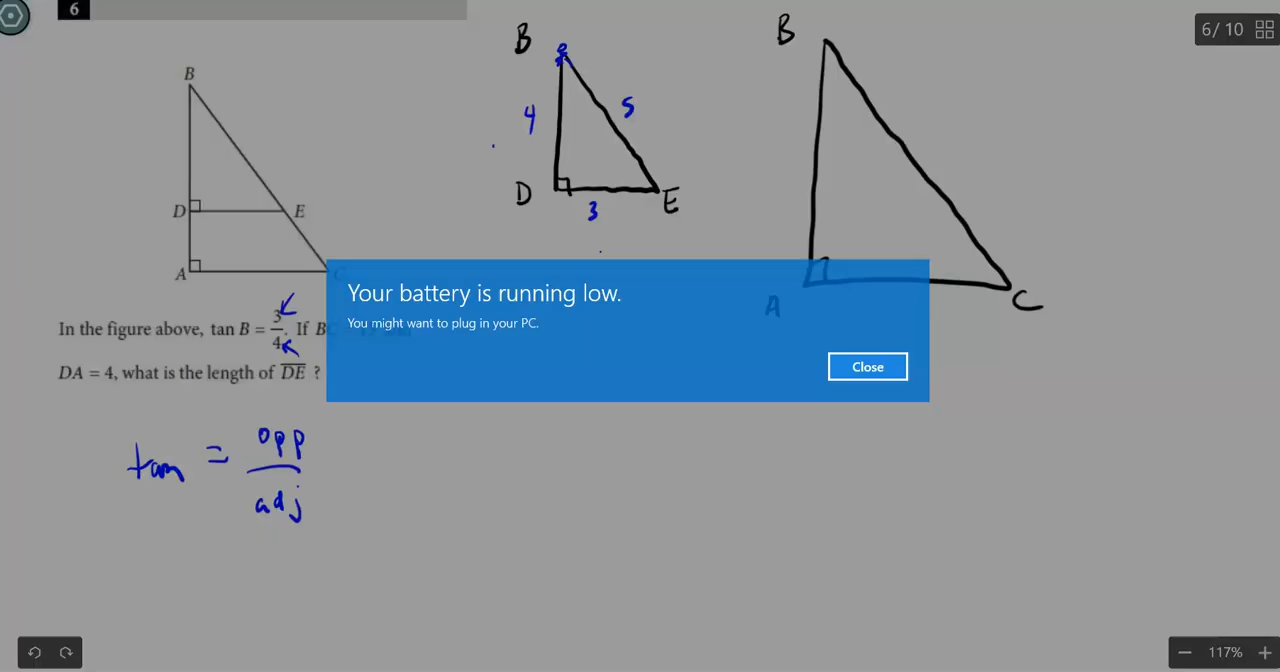 6
6/ 10
B
D
E
A
In the figure above, tan B = 3/4. If B
DA = 4, what is the length of DE ?
B
4
5
D
3
E
B
A
C
Your battery is running low.
You might want to plug in your PC.
Close
tan = opp/adj
117%